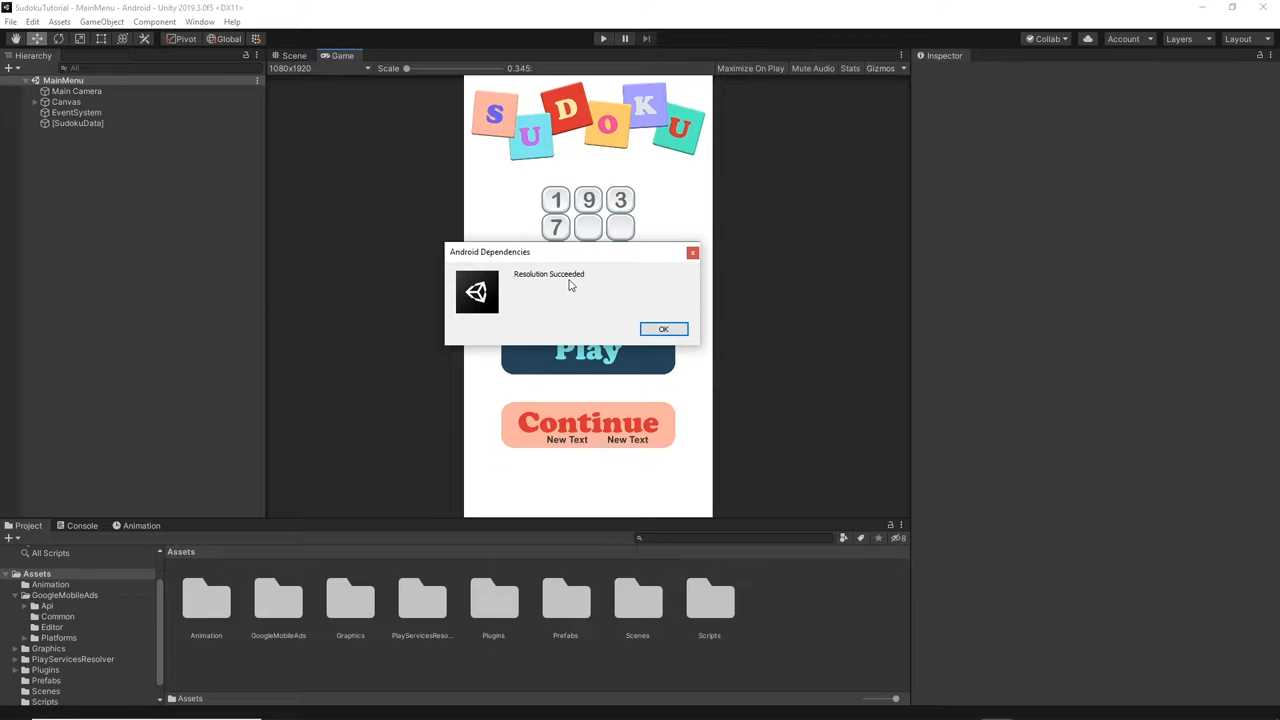 SudokuTutorial - MainMenu - Android - Unity 2019.3.0f5 <DX11>
File Edit Assets GameObject Component Window Help
Pivot Global Collab Account Layers Layout
Hierarchy Scene Game Inspector
All 1080x1920 Scale 0.345: Maximize On Play Mute Audio Stats Gizmos
MainMenu
Main Camera
Canvas
EventSystem
[SudokuData]
SUDOKU
1 9 3
7
Android Dependencies
Resolution Succeeded
OK
Play
Continue
New Text New Text
Project Console Animation
8
All Scripts
Assets
Animation
GoogleMobileAds
Api
Common
Editor
Platforms
Graphics
PlayServicesResolver
Plugins
Prefabs
Scenes
Scripts
Assets
Animation GoogleMobileAds Graphics PlayServicesReso... Plugins Prefabs Scenes Scripts
Assets